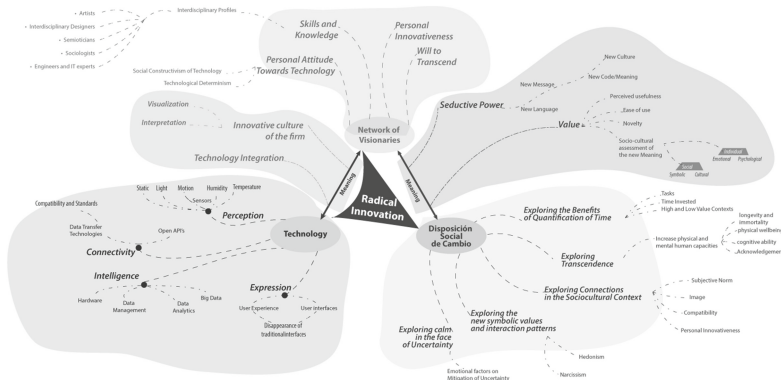 Artists
Interdisciplinary Designers
Semioticians
Sociologists
Engineers and IT experts
Interdisciplinary Profiles
Skills and
Knowledge
Personal
Innovativeness
Will to
Transcend
Personal Attitude
Towards Technology
Social Constructivism of Technology
Technological Determinism
Visualization
Interpretation
Innovative culture
of the firm
Technology Integration
Network of
Visionaries
Meaning
Meaning
Radical
Innovation
Seductive Power
New Message
New Culture
New Code/Meaning
New Language
Value
Perceived usefulness
Ease of use
Novelty
Socio-cultural
assessment of
the new Meaning
Individual
Emotional
Psychological
Social
Symbolic
Cultural
Static
Light
Motion
Humidity
Temperature
Sensors
Perception
Compatibility and Standards
Data Transfer
Technologies
Open API's
Connectivity
Technology
Intelligence
Hardware
Data
Management
Data
Analytics
Big Data
Expression
User Experience
User interfaces
Disappearance of
traditionalinterfaces
Disposición
Social
de Cambio
Exploring the Benefits
of Quantification of Time
Tasks
Time Invested
High and Low Value Contexts
Exploring
Transcendence
Increase physical and
mental human capacities
longevity and
immortality
physical wellbeing
cognitive ability
Acknowledgement
Exploring Connections
in the Sociocultural Context
Subjective Norm
Image
Compatibility
Personal Innovativeness
Exploring the
new symbolic values
and interaction patterns
Hedonism
Narcissism
Exploring calm
in the face
of Uncertainty
Emotional factors on
Mitigation of Uncertainty